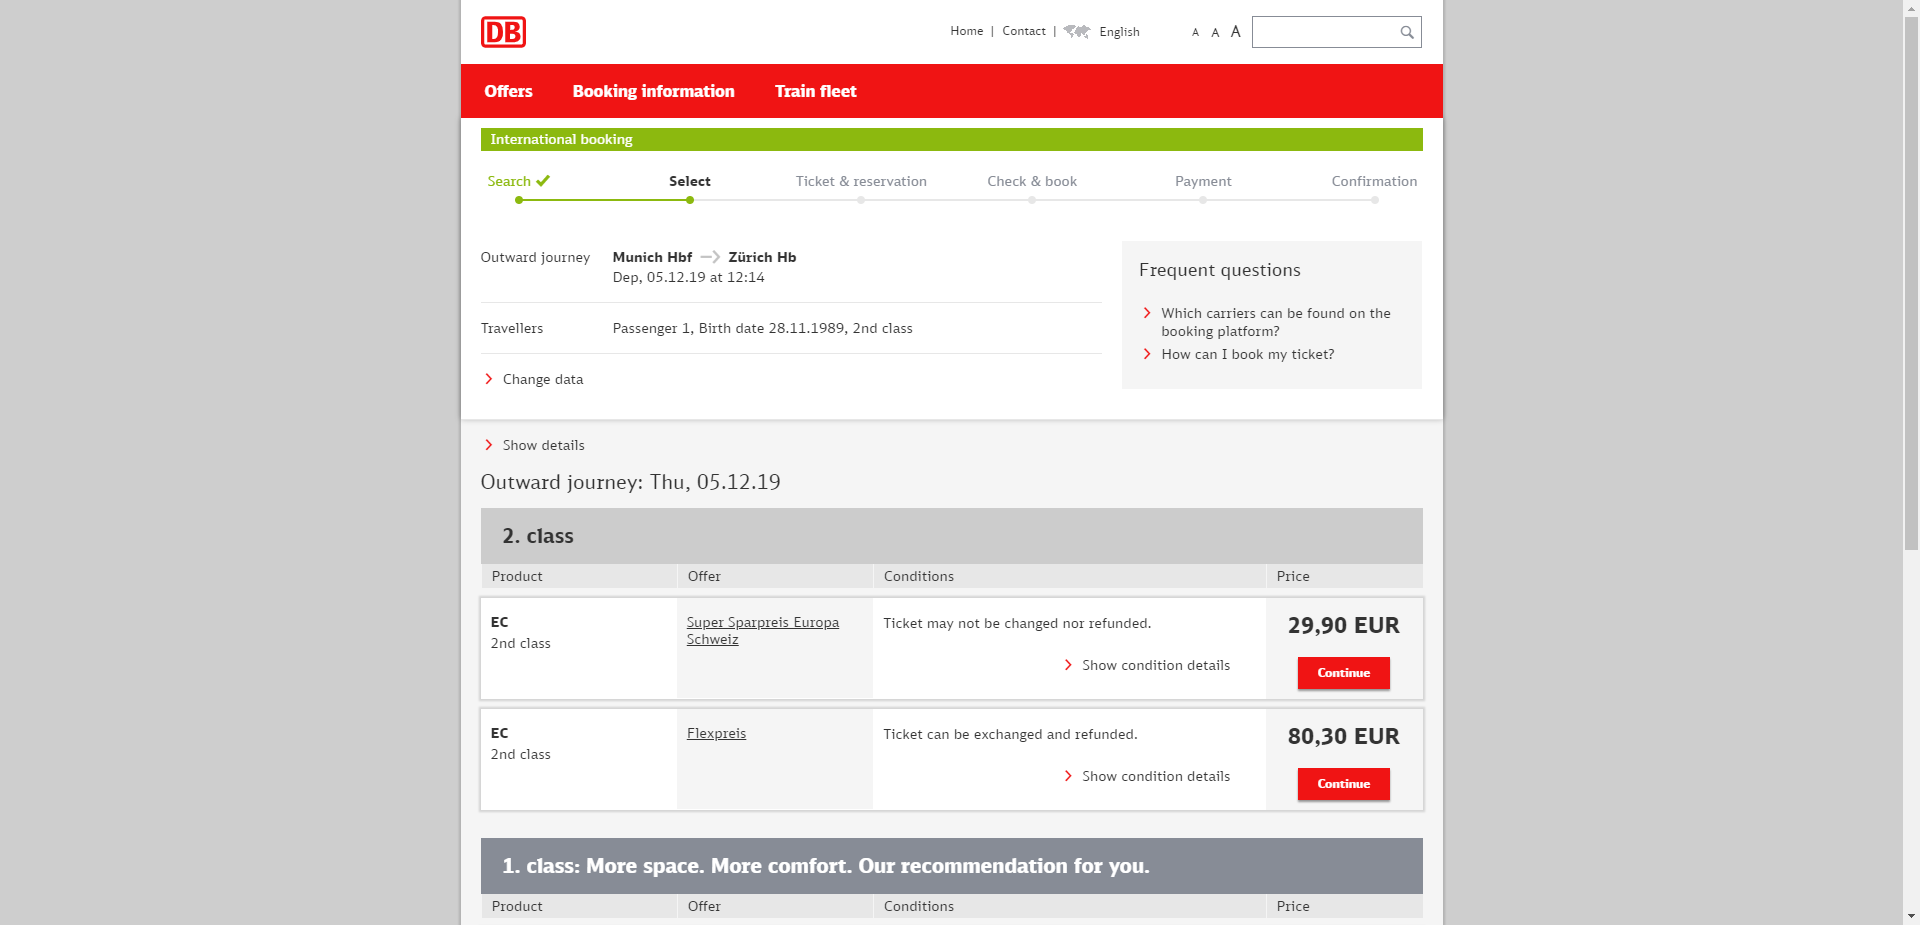 DB
Home | Contact | English A A A
Offers Booking information Train fleet
International booking
Search Select Ticket & reservation Check & book Payment Confirmation
Outward journey Munich Hbf Zürich Hb
Dep, 05.12.19 at 12:14
Travellers Passenger 1, Birth date 28.11.1989, 2nd class
Change data
Frequent questions
Which carriers can be found on the
booking platform?
How can I book my ticket?
Show details
Outward journey: Thu, 05.12.19
2. class
Product Offer Conditions Price
EC Super Sparpreis Europa Ticket may not be changed nor refunded. 29,90 EUR
2nd class Schweiz
Show condition details Continue
EC Flexpreis Ticket can be exchanged and refunded. 80,30 EUR
2nd class
Show condition details Continue
1. class: More space. More comfort. Our recommendation for you.
Product Offer Conditions Price